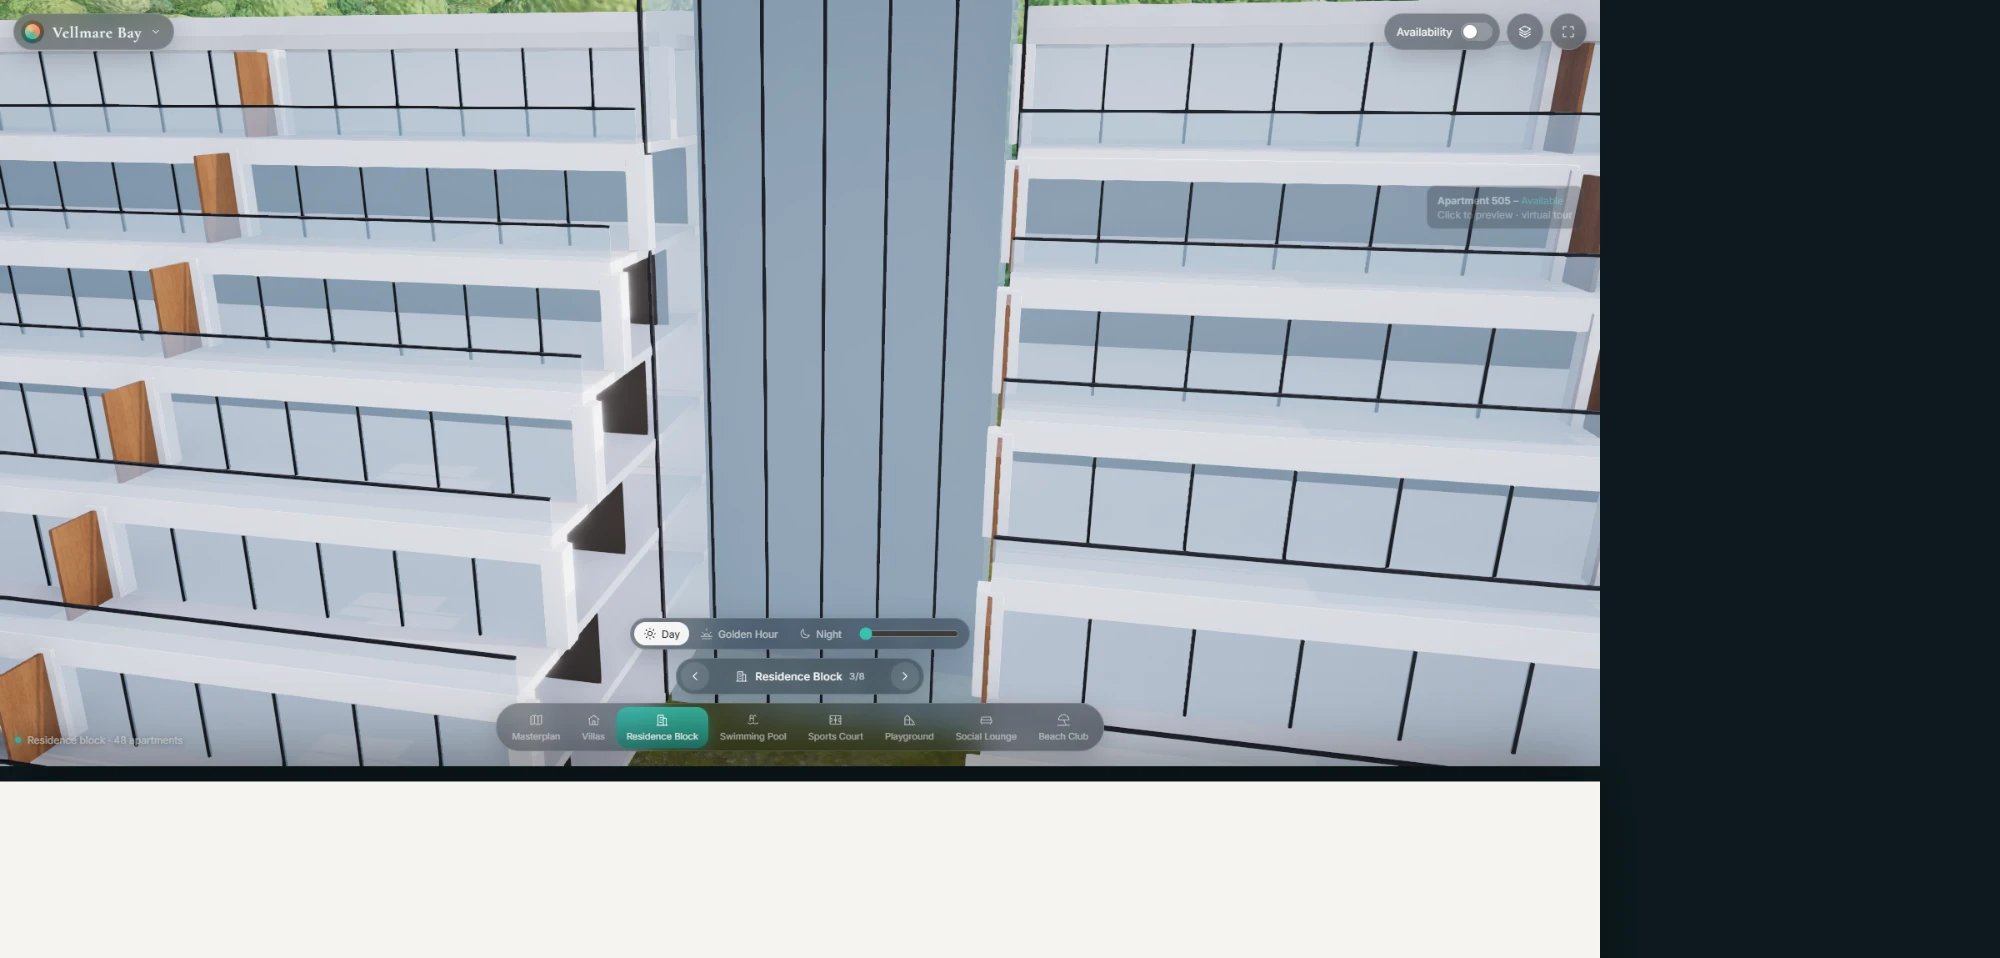 Vellmare Bay
Availability
Apartment 505 – Available
Click to preview · virtual tour
Day
Golden Hour
Night
Residence Block 3/8
Masterplan
Villas
Residence Block
Swimming Pool
Sports Court
Playground
Social Lounge
Beach Club
Residence block · 48 apartments